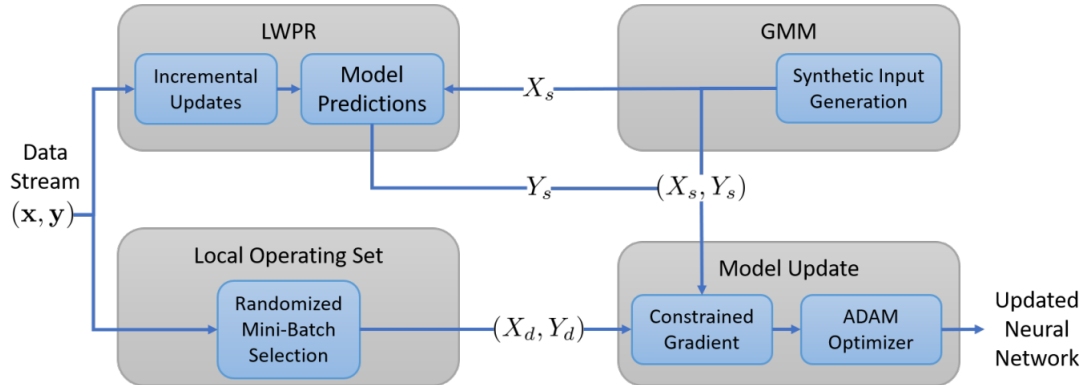 LWPR
Incremental
Updates
Model
Predictions
X_s
GMM
Synthetic Input
Generation
Data
Stream
(x, y)
Y_s
(X_s, Y_s)
Local Operating Set
Randomized
Mini-Batch
Selection
(X_d, Y_d)
Model Update
Constrained
Gradient
ADAM
Optimizer
Updated
Neural
Network